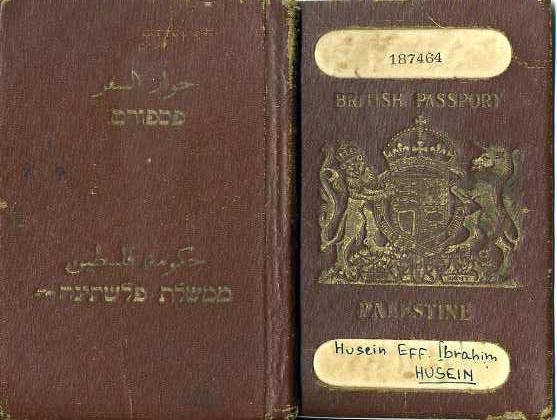 جواز السفر
פספורט
حكومة فلسطين
ממשלת פלשתינה
187464
BRITISH PASSPORT
PALESTINE
Husein Eff. Ibrahim
HUSEIN